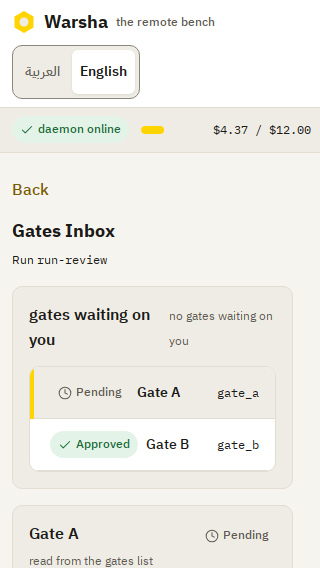 Warsha the remote bench
العربية English
daemon online $4.37 / $12.00
Back
Gates Inbox
Run run-review
gates waiting on you
no gates waiting on you
Pending Gate A gate_a
Approved Gate B gate_b
Gate A Pending
read from the gates list